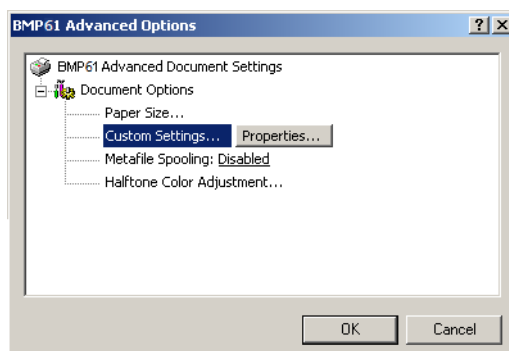 BMP61 Advanced Options
BMP61 Advanced Document Settings
Document Options
Paper Size...
Custom Settings... Properties...
Metafile Spooling: Disabled
Halftone Color Adjustment...
OK Cancel